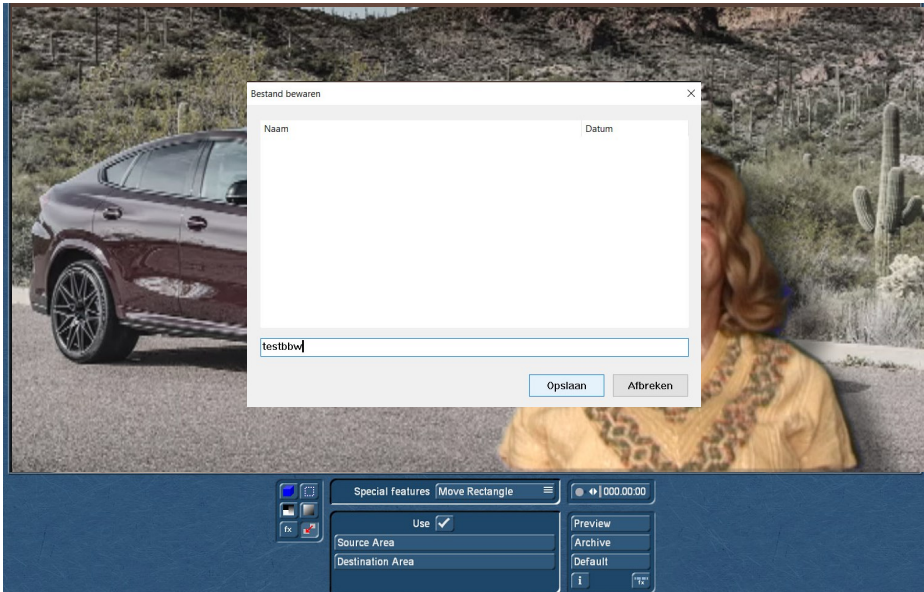 Bestand bewaren
Naam Datum
testbbw
Opslaan Afbreken
Special features Move Rectangle 000.00:00
Use Preview
Source Area Archive
Destination Area Default
fx
i